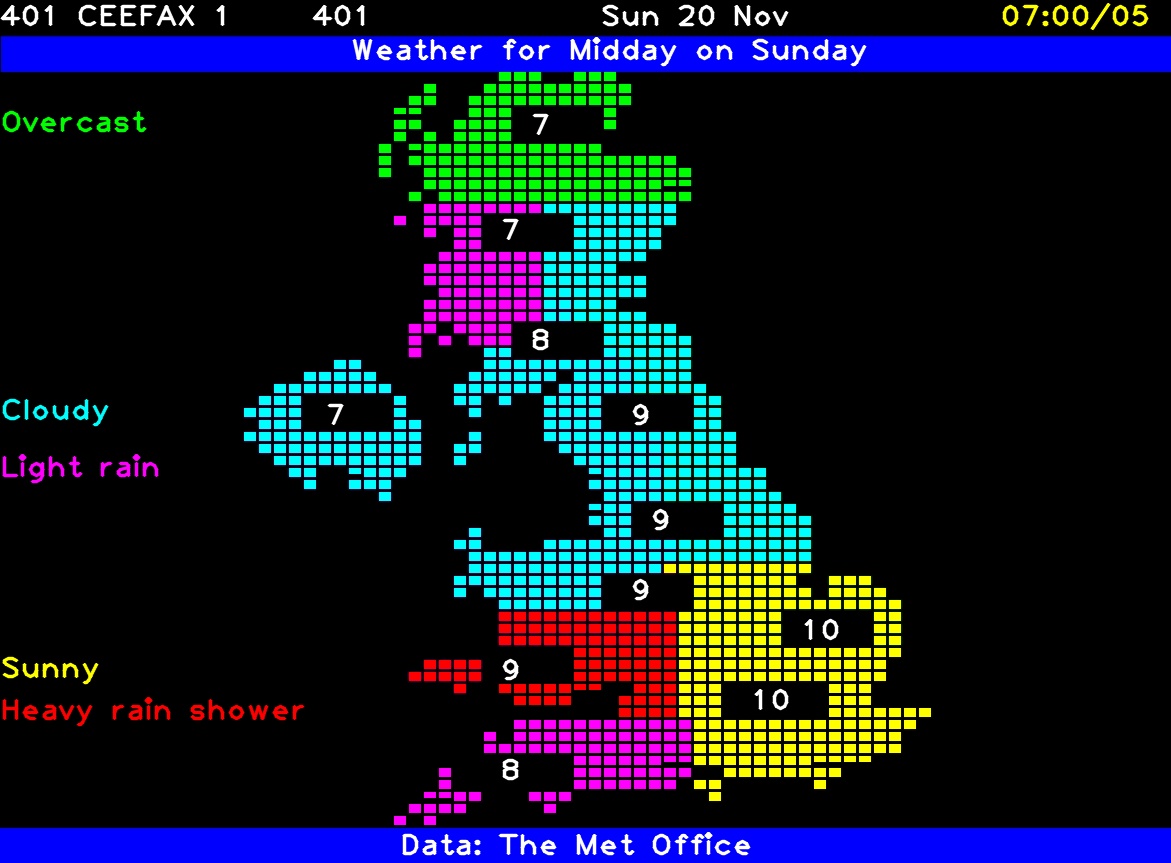 401 CEEFAX 1 401 Sun 20 Nov 07:00/05
Weather for Midday on Sunday
Overcast
7
7
8
Cloudy
7
9
Light rain
9
9
10
Sunny
9
10
Heavy rain shower
8
Data: The Met Office